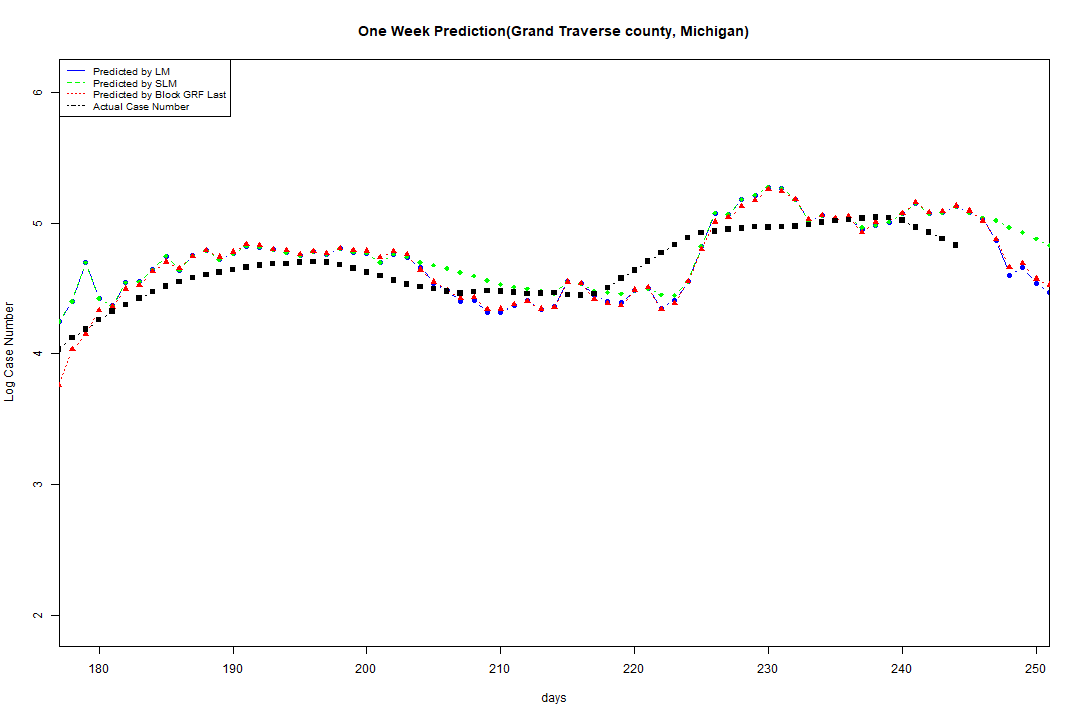 One Week Prediction(Grand Traverse county, Michigan)
Predicted by LM
Predicted by SLM
Predicted by Block GRF Last
Actual Case Number
6
5
4
3
2
Log Case Number
180 190 200 210 220 230 240 250
days